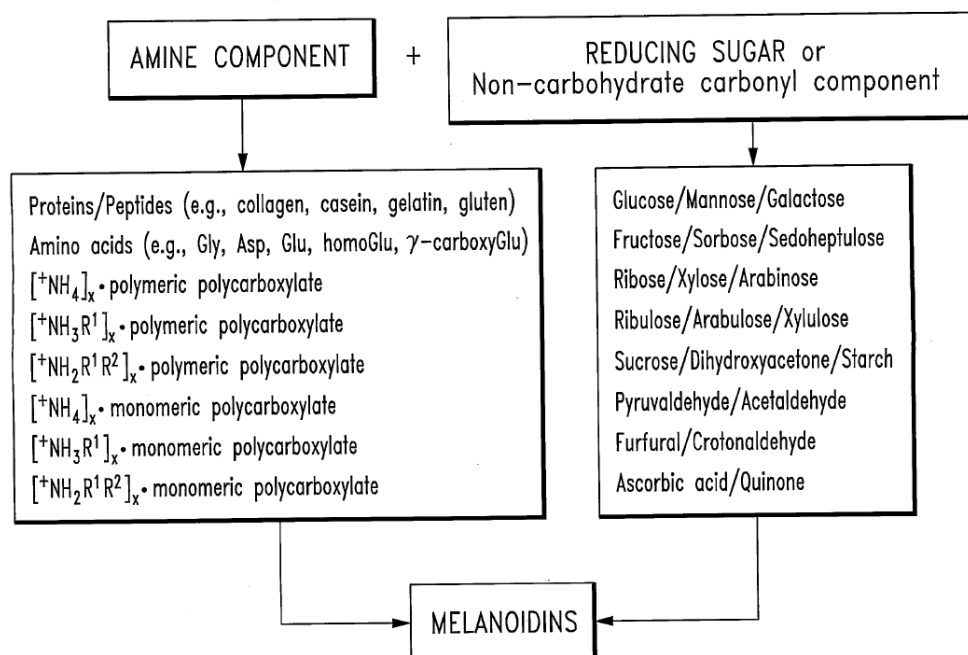 AMINE COMPONENT
+
REDUCING SUGAR or
Non-carbohydrate carbonyl component
Proteins/Peptides (e.g., collagen, casein, gelatin, gluten)
Amino acids (e.g., Gly, Asp, Glu, homoGlu, γ-carboxyGlu)
[⁺NH₄]ₓ • polymeric polycarboxylate
[⁺NH₃R¹]ₓ • polymeric polycarboxylate
[⁺NH₂R¹R²]ₓ • polymeric polycarboxylate
[⁺NH₄]ₓ • monomeric polycarboxylate
[⁺NH₃R¹]ₓ • monomeric polycarboxylate
[⁺NH₂R¹R²]ₓ • monomeric polycarboxylate
Glucose/Mannose/Galactose
Fructose/Sorbose/Sedoheptulose
Ribose/Xylose/Arabinose
Ribulose/Arabulose/Xylulose
Sucrose/Dihydroxyacetone/Starch
Pyruvaldehyde/Acetaldehyde
Furfural/Crotonaldehyde
Ascorbic acid/Quinone
MELANOIDINS